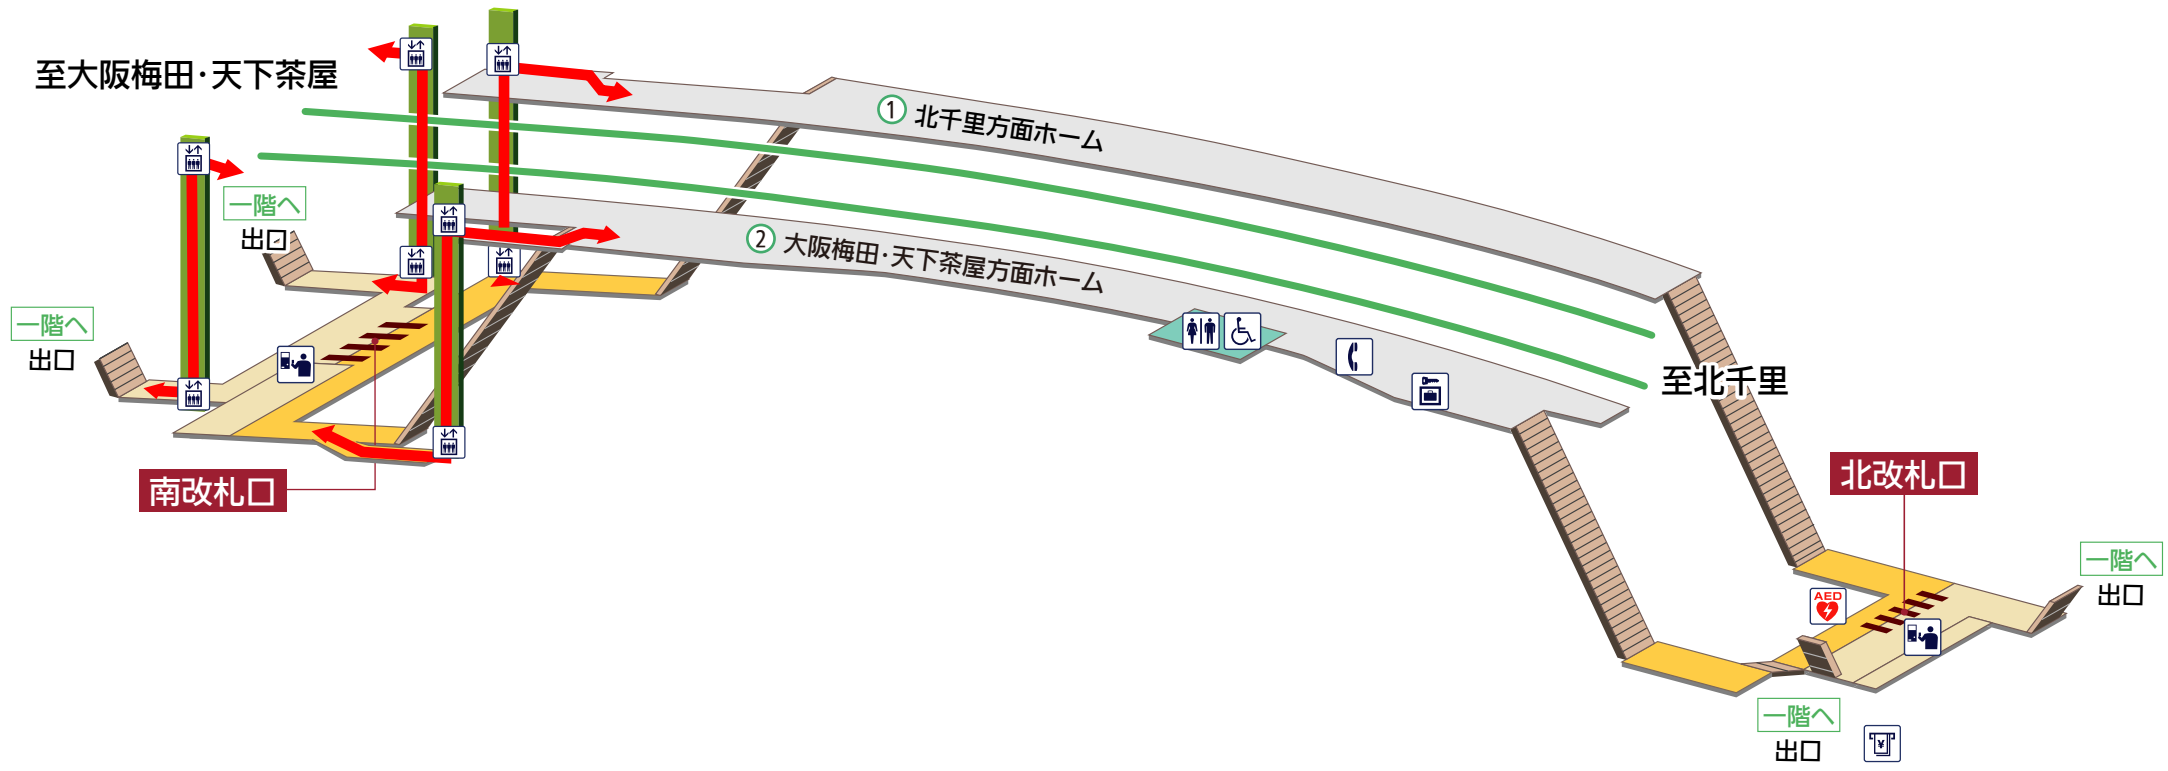 至大阪梅田・天下茶屋
① 北千里方面ホーム
一階へ
出口
② 大阪梅田・天下茶屋方面ホーム
一階へ
出口
至北千里
南改札口
北改札口
一階へ
出口
AED
一階へ
出口
¥